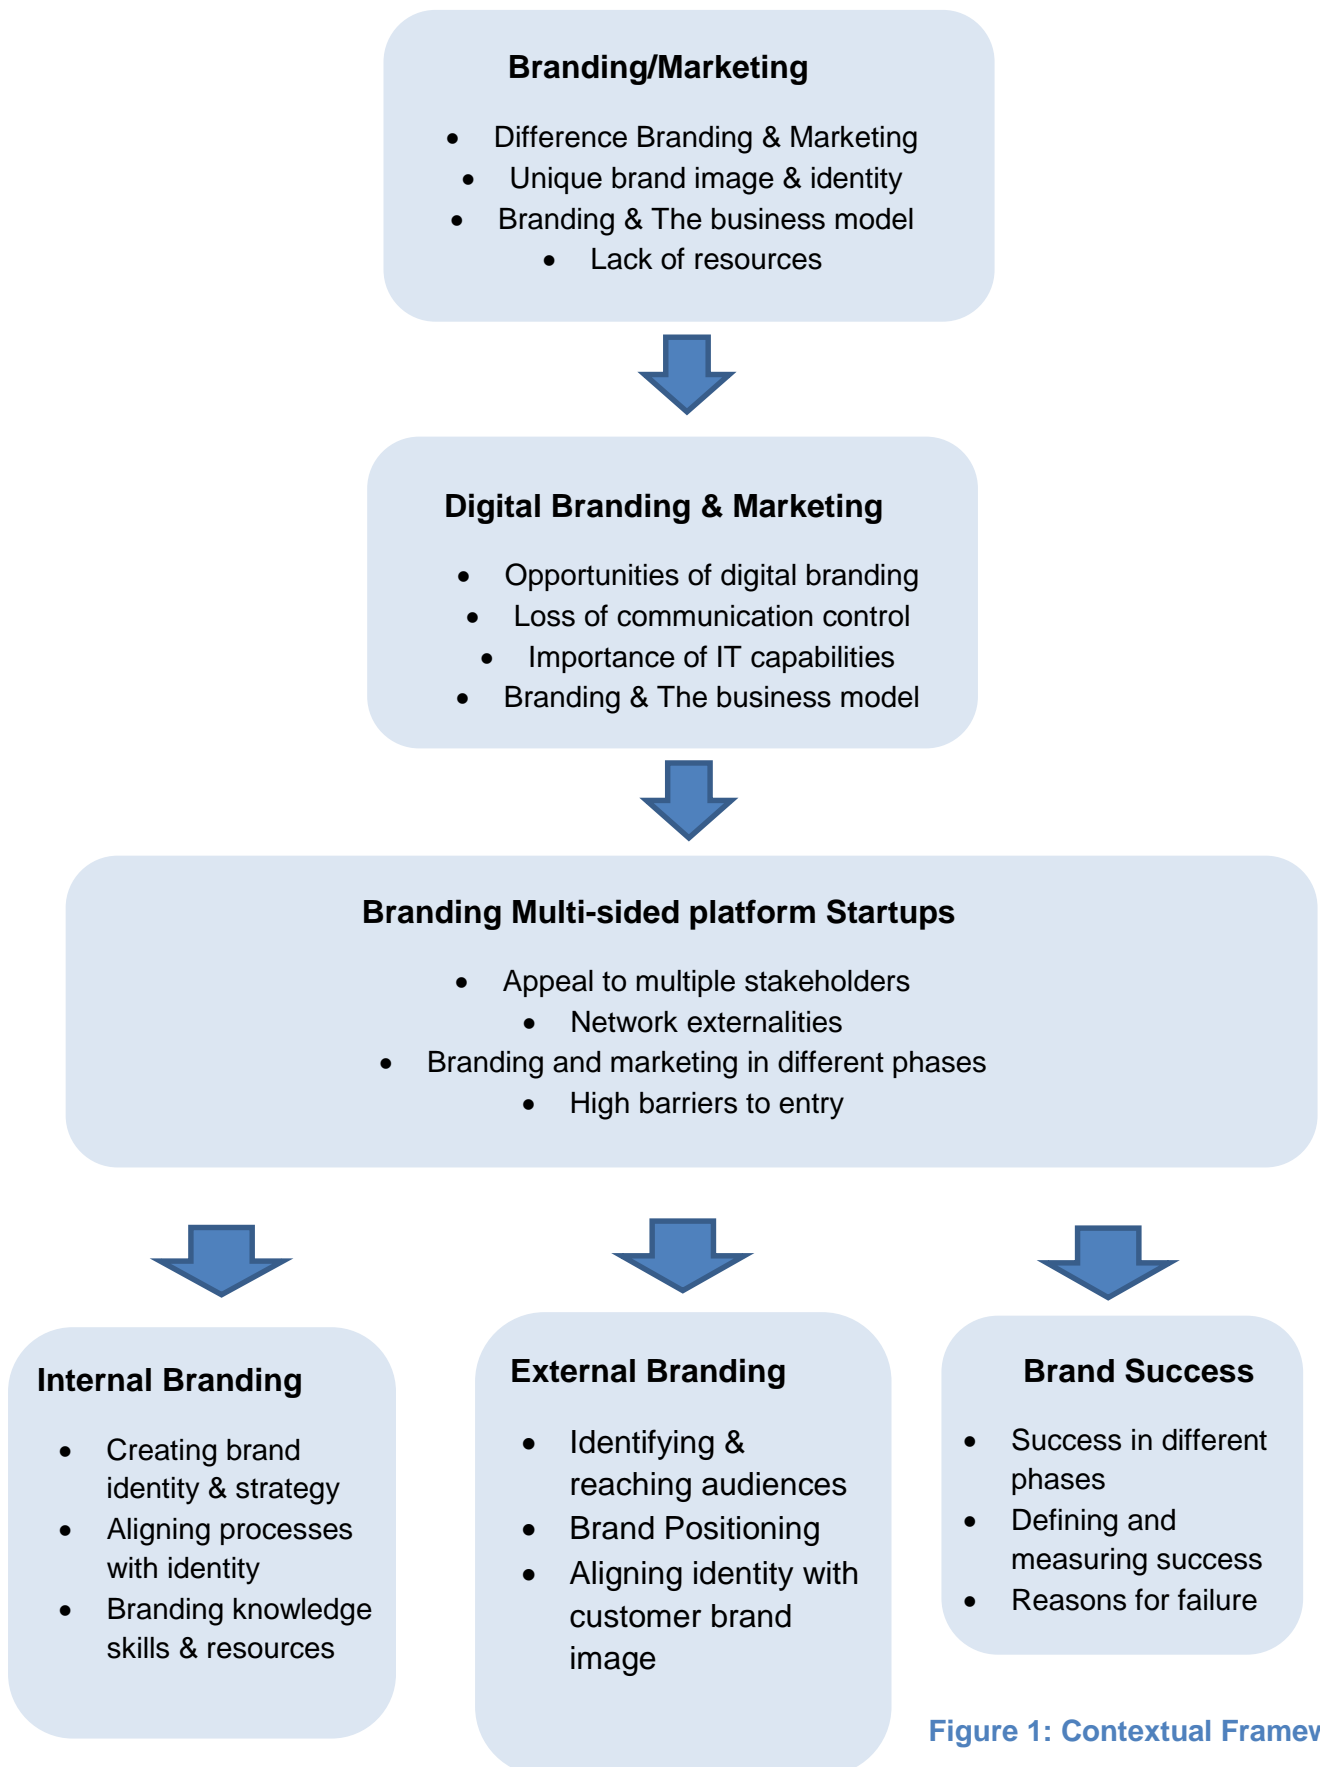 Branding/Marketing
• Difference Branding & Marketing
• Unique brand image & identity
• Branding & The business model
• Lack of resources
Digital Branding & Marketing
• Opportunities of digital branding
• Loss of communication control
• Importance of IT capabilities
• Branding & The business model
Branding Multi-sided platform Startups
• Appeal to multiple stakeholders
• Network externalities
• Branding and marketing in different phases
• High barriers to entry
Internal Branding
• Creating brand
identity & strategy
• Aligning processes
with identity
• Branding knowledge
skills & resources
External Branding
• Identifying &
reaching audiences
• Brand Positioning
• Aligning identity with
customer brand
image
Brand Success
• Success in different
phases
• Defining and
measuring success
• Reasons for failure
Figure 1: Contextual